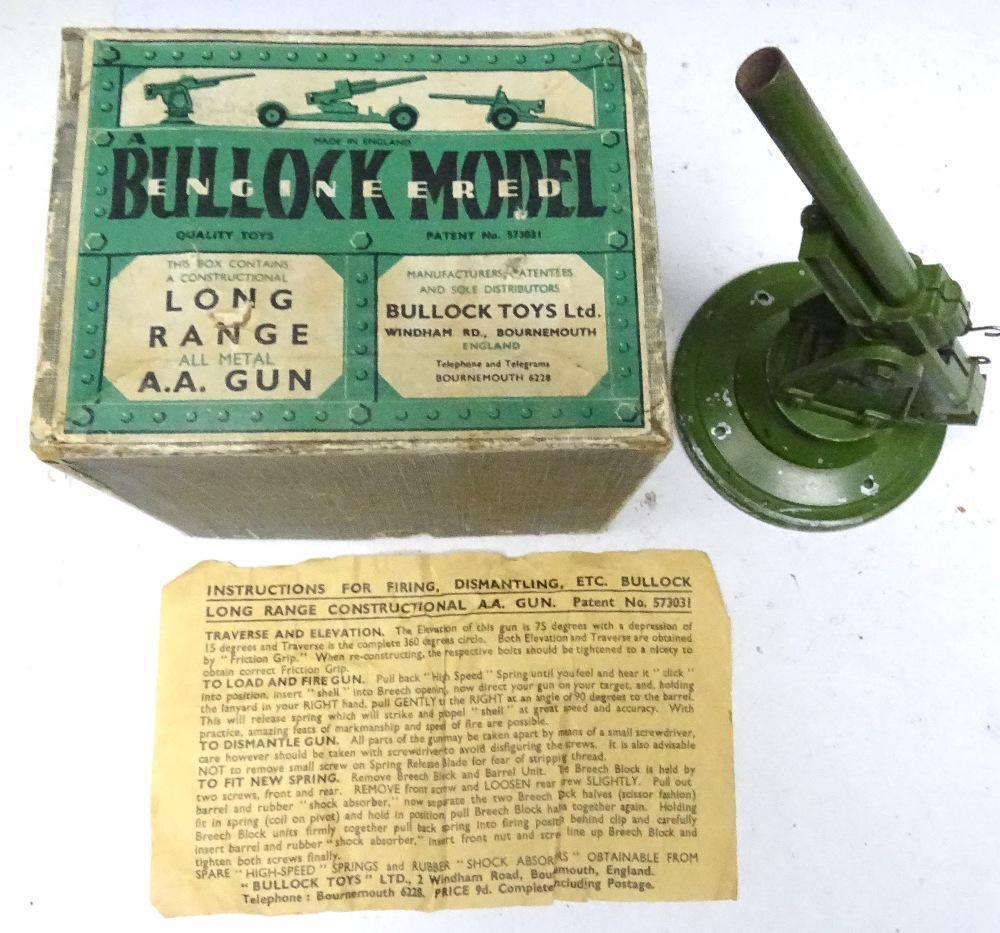 A
MADE IN ENGLAND
BULLOCK MODEL
ENGINEERED
QUALITY TOYS
PATENT No. 573031
THIS BOX CONTAINS
A CONSTRUCTIONAL
LONG
RANGE
ALL METAL
A.A. GUN
MANUFACTURERS, PATENTEES
AND SOLE DISTRIBUTORS
BULLOCK TOYS Ltd.
WINDHAM RD., BOURNEMOUTH
ENGLAND
Telephone and Telegrams
BOURNEMOUTH 6228
INSTRUCTIONS FOR FIRING, DISMANTLING, ETC. BULLOCK
LONG RANGE CONSTRUCTIONAL A.A. GUN. Patent No. 573031
TRAVERSE AND ELEVATION. The Elevation of this gun is 75 degrees with a depression of
15 degrees and Traverse is the complete 360 degrees circle. Both Elevation and Traverse are obtained
by "Friction Grip." When re-constructing, the respective bolts should be tightened to a nicety to
obtain correct Friction Grip.
TO LOAD AND FIRE GUN. Pull back "High Speed" Spring until you feel and hear it "click"
into position, insert "shell" into Breech opening, now direct your gun on your target, and, holding
the lanyard in your RIGHT hand, pull GENTLY to the RIGHT at an angle of 90 degrees to the barrel.
This will release spring which will strike and propel "shell" at great speed and accuracy. With
practice, amazing feats of markmanship and speed of fire are possible.
TO DISMANTLE GUN. All parts of the gun may be taken apart by means of a small screwdriver,
care however should be taken with screwdriver to avoid disfiguring the screws. It is also advisable
NOT to remove small screw on Spring Release Blade for fear of stripping thread.
TO FIT NEW SPRING. Remove Breech Block and Barrel Unit. The Breech Block is held by
two screws, front and rear. REMOVE front screw and LOOSEN rear screw SLIGHTLY. Pull out
barrel and rubber "shock absorber," now separate the two Breech Block halves (scissor fashion)
fit in spring (coil on pivot) and hold in position pull Breech Block halves together again. Holding
Breech Block units firmly together pull back spring into firing position behind clip and carefully
insert barrel and rubber "shock absorber," insert front nut and screw line up Breech Block and
tighten both screws finally.
SPARE "HIGH-SPEED" SPRINGS and RUBBER "SHOCK ABSORBERS" OBTAINABLE FROM
"BULLOCK TOYS" LTD., 2 Windham Road, Bournemouth, England.
Telephone: Bournemouth 6228. PRICE 9d. Complete including Postage.